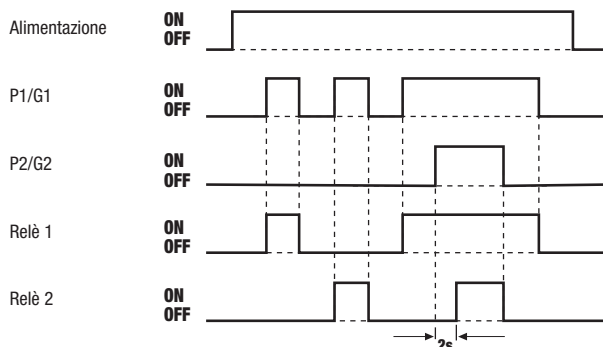 Alimentazione
ON
OFF
P1/G1
ON
OFF
P2/G2
ON
OFF
Relè 1
ON
OFF
Relè 2
ON
OFF
2s